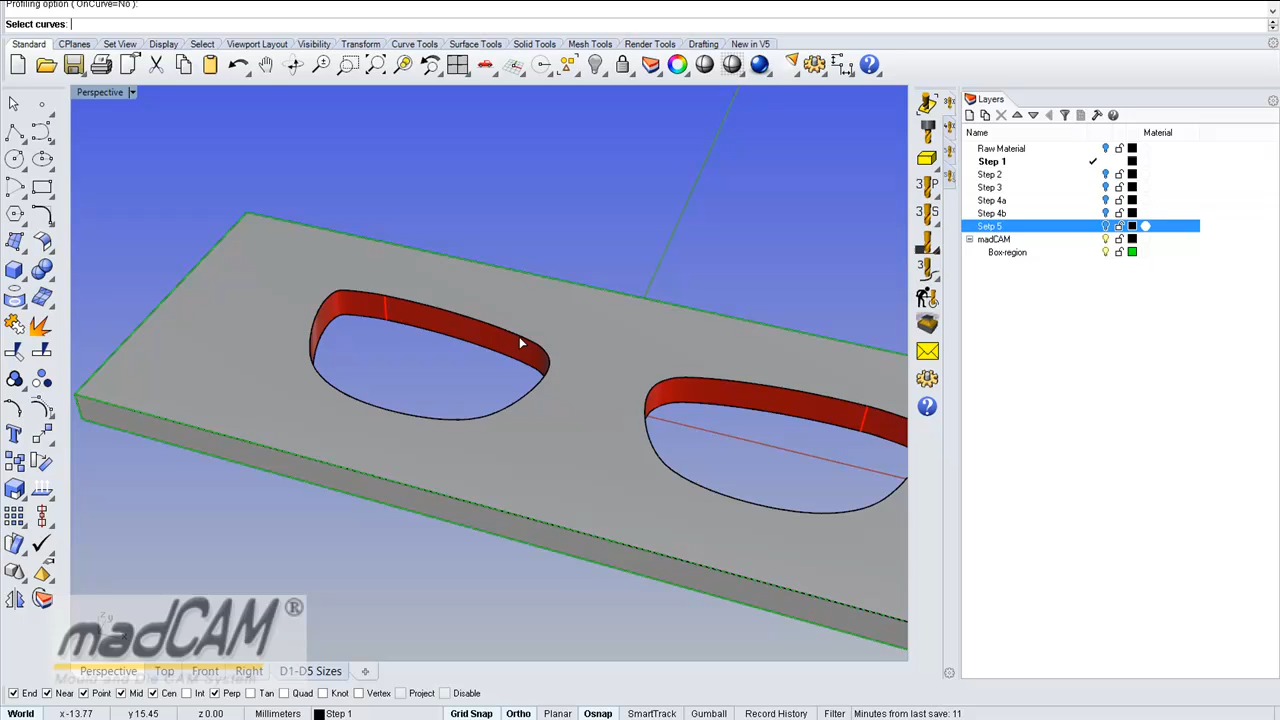 Profiling option ( OnCurve=No ):
Select curves:
Standard CPlanes Set View Display Select Viewport Layout Visibility Transform Curve Tools Surface Tools Solid Tools Mesh Tools Render Tools Drafting New in V5
Perspective
Layers
Name Material
Raw Material
Step 1
Step 2
Step 3
Step 4a
Step 4b
Setp 5
madCAM
Box-region
madCAM®
Mould and Die CAM System
Perspective Top Front Right D1-D5 Sizes
End Near Point Mid Cen Int Perp Tan Quad Knot Vertex Project Disable
World x -13.77 y 15.45 z 0.00 Millimeters Step 1 Grid Snap Ortho Planar Osnap SmartTrack Gumball Record History Filter Minutes from last save: 11